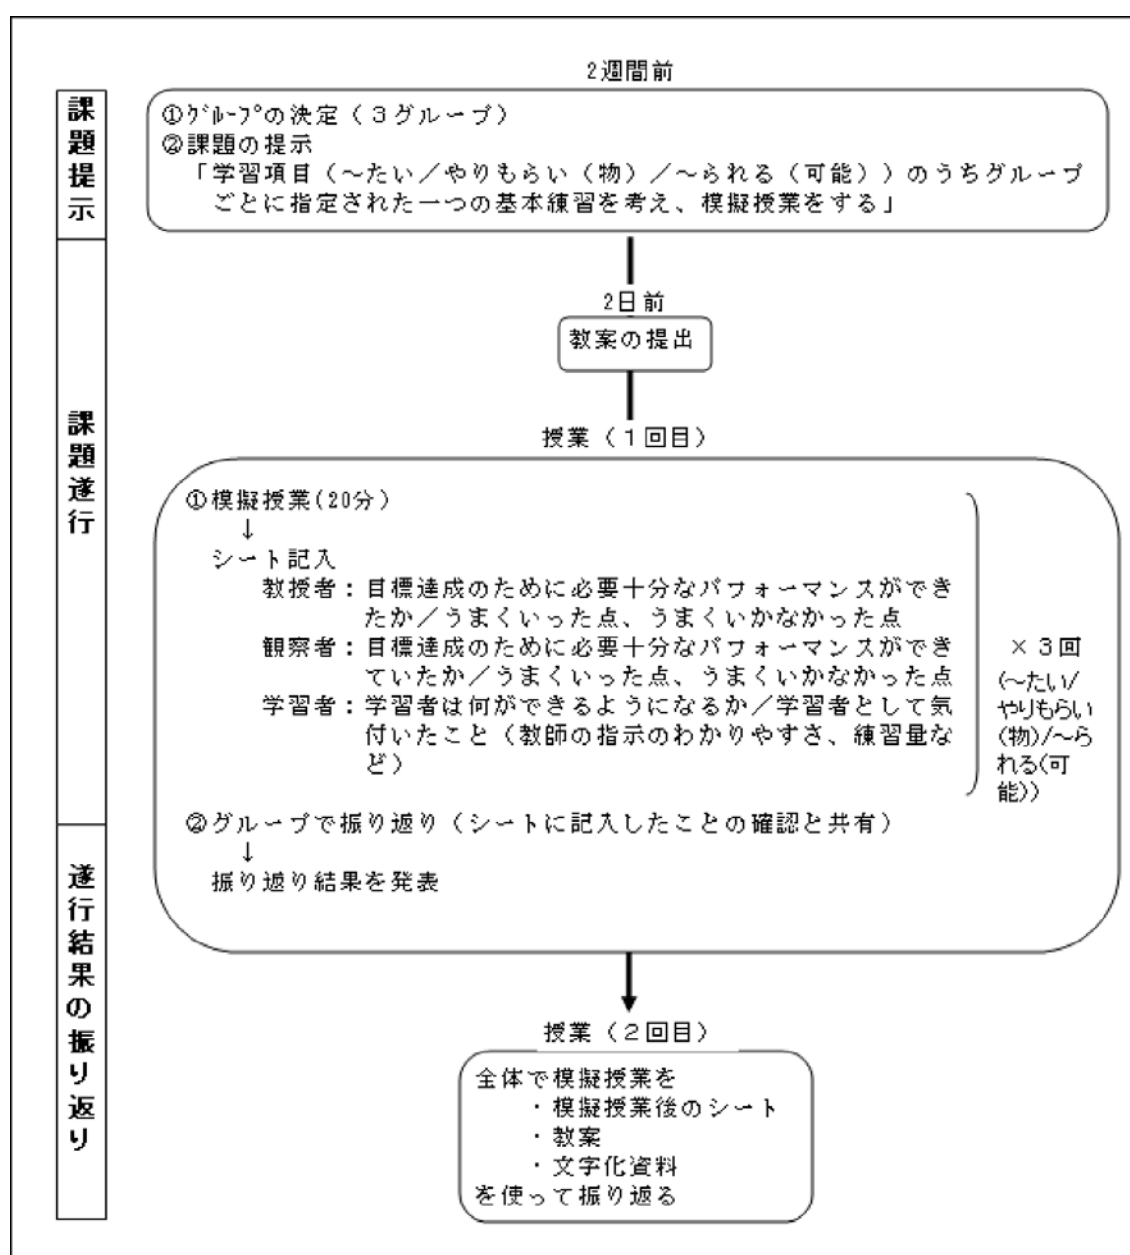 2週間前
課題提示
①ｸﾞﾙｰﾌﾟの決定（３グループ）
②課題の提示
「学習項目（～たい／やりもらい（物）／～られる（可能））のうちグループ
ごとに指定された一つの基本練習を考え、模擬授業をする」
2日前
教案の提出
課題遂行
授業（１回目）
①模擬授業(20分）
↓
シート記入
教授者：目標達成のために必要十分なパフォーマンスができ
たか／うまくいった点、うまくいかなかった点
観察者：目標達成のために必要十分なパフォーマンスができ
ていたか／うまくいった点、うまくいかなかった点
学習者：学習者は何ができるようになるか／学習者として気
付いたこと（教師の指示のわかりやすさ、練習量な
ど）
×３回
(～たい/
やりもらい
(物)/～ら
れる(可
能))
②グループで振り返り（シートに記入したことの確認と共有）
↓
振り返り結果を発表
遂行結果の振り返り
授業（２回目）
全体で模擬授業を
・模擬授業後のシート
・教案
・文字化資料
を使って振り返る